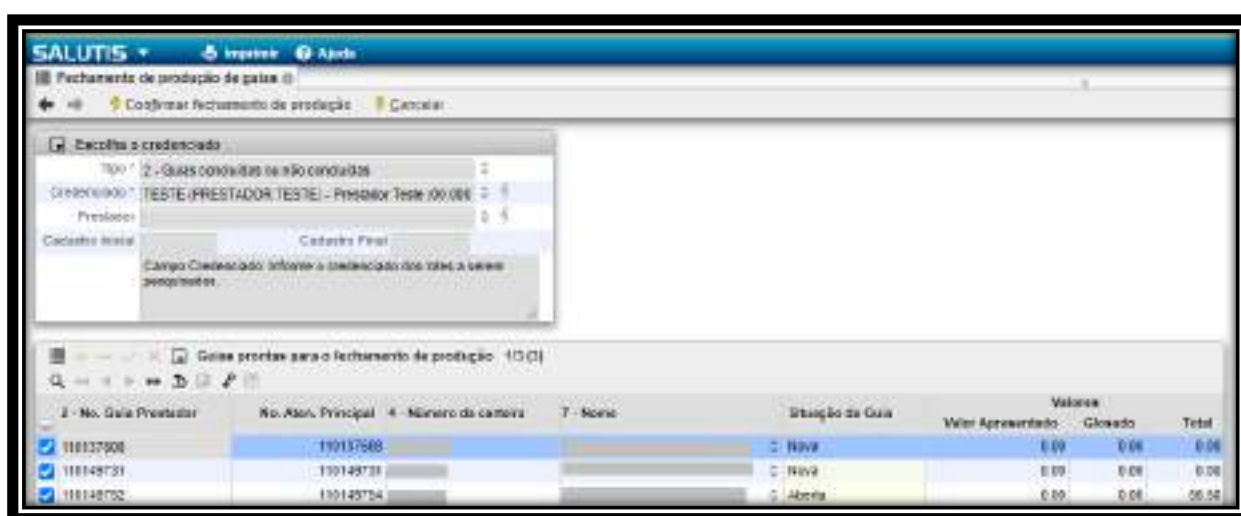 SALUTIS Imprimir Ajuda
Fechamento de produção de guias
Confirmar fechamento de produção Cancelar
Escolha o credenciado
Tipo * 2 - Guias concluídas ou não concluídas
Credenciado * TESTE (PRESTADOR TESTE) - Prestador Teste
Prestador
Cadastro Inicial Cadastro Final
Campo Credenciado: Informe o credenciado dos lotes a serem
pesquisados.
Guias prontas para o fechamento de produção 1/3 (3)
Valores
2 - No. Guia Prestador No. Aten. Principal 4 - Número da carteira 7 - Nome Situação da Guia Valor Apresentado Glosado Total
110137608 Nova 0.00 0.00 0.00
110149731 110149731 Nova 0.00 0.00 0.00
Aberta 0.00 0.00